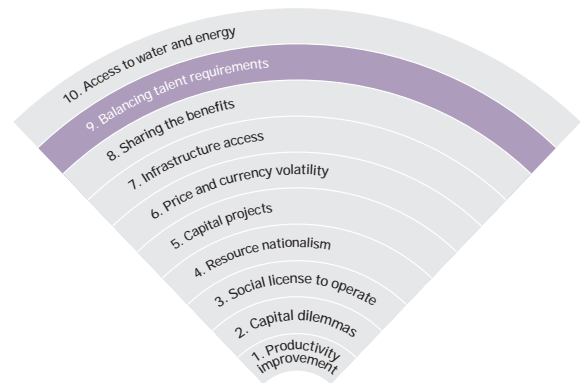 10. Access to water and energy
9. Balancing talent requirements
8. Sharing the benefits
7. Infrastructure access
6. Price and currency volatility
5. Capital projects
4. Resource nationalism
3. Social license to operate
2. Capital dilemmas
1. Productivity
improvement